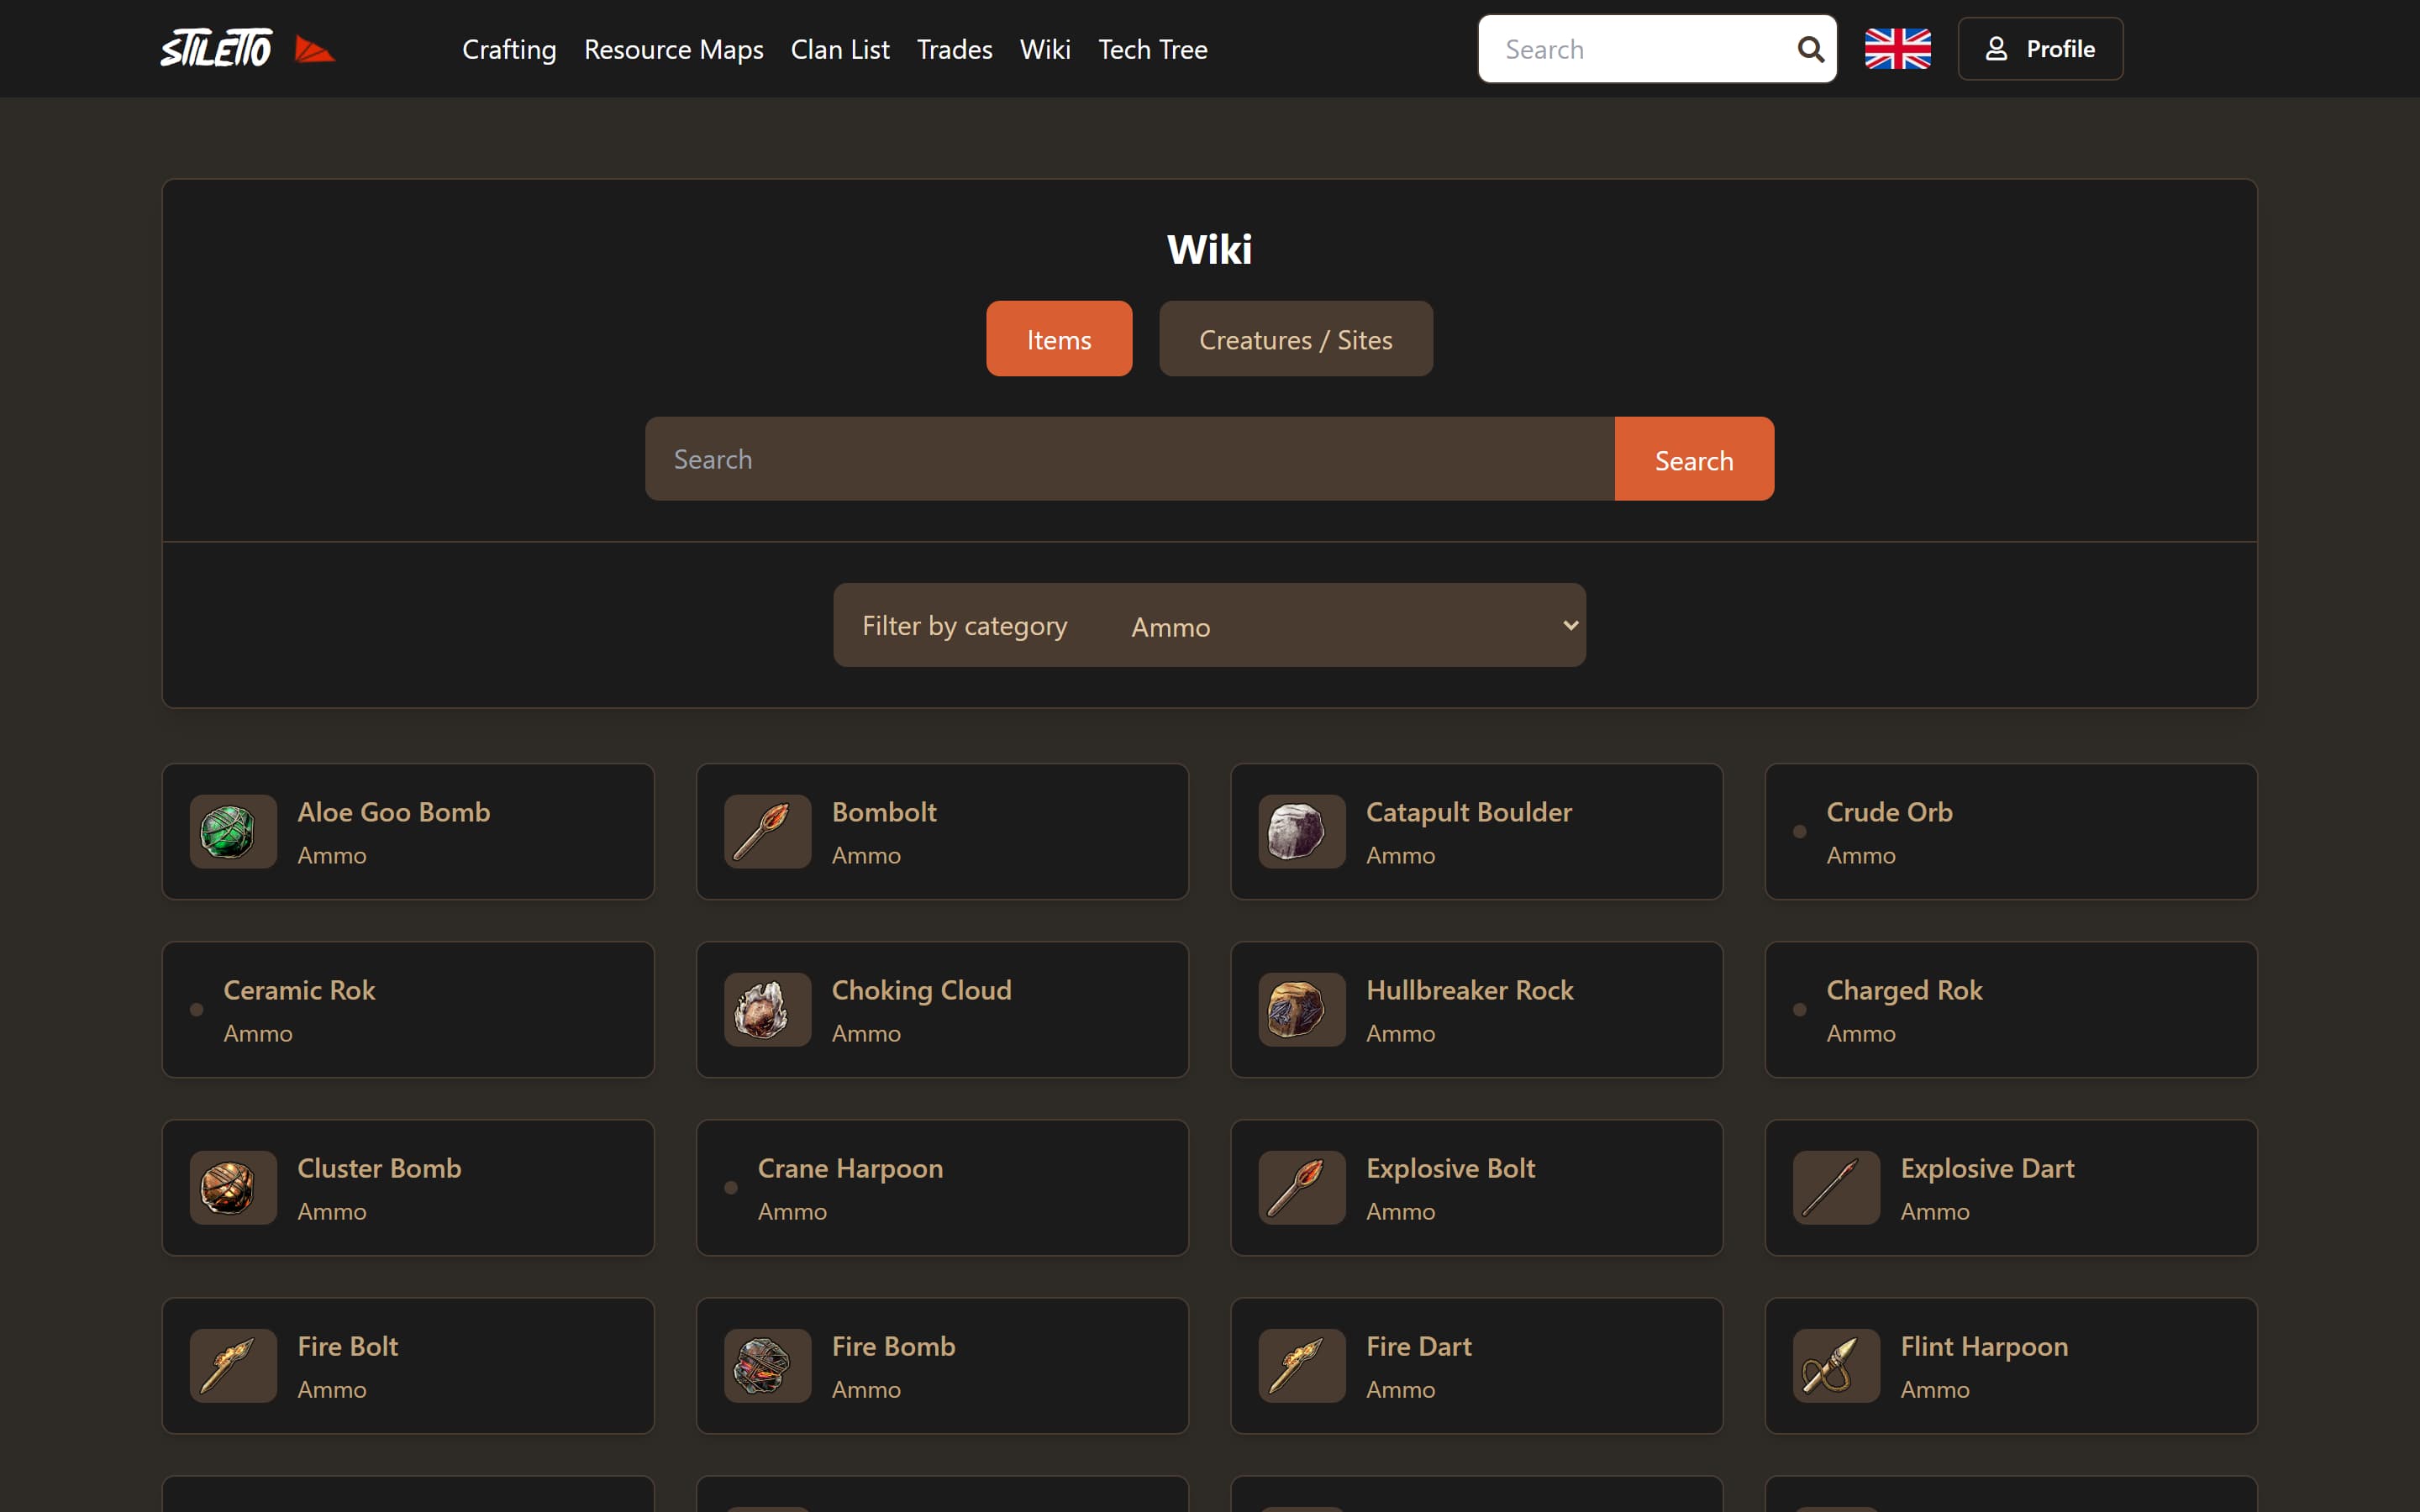 STILETTO
Crafting Resource Maps Clan List Trades Wiki Tech Tree
Search
Profile
Wiki
Items
Creatures / Sites
Search
Search
Filter by category
Ammo
Aloe Goo Bomb
Ammo
Bombolt
Ammo
Catapult Boulder
Ammo
Crude Orb
Ammo
Ceramic Rok
Ammo
Choking Cloud
Ammo
Hullbreaker Rock
Ammo
Charged Rok
Ammo
Cluster Bomb
Ammo
Crane Harpoon
Ammo
Explosive Bolt
Ammo
Explosive Dart
Ammo
Fire Bolt
Ammo
Fire Bomb
Ammo
Fire Dart
Ammo
Flint Harpoon
Ammo